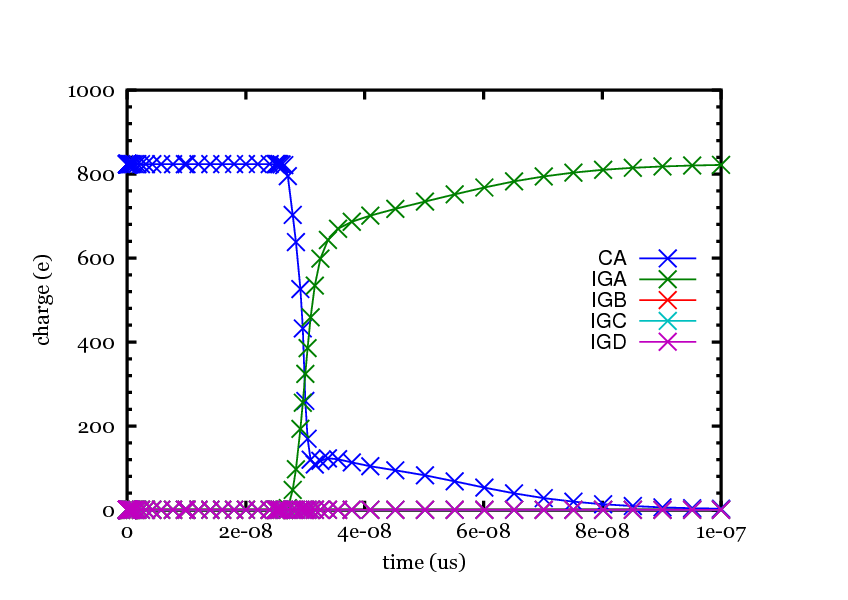 1000
800
600
400
200
0
charge (e)
CA
IGA
IGB
IGC
IGD
0 2e-08 4e-08 6e-08 8e-08 1e-07
time (us)